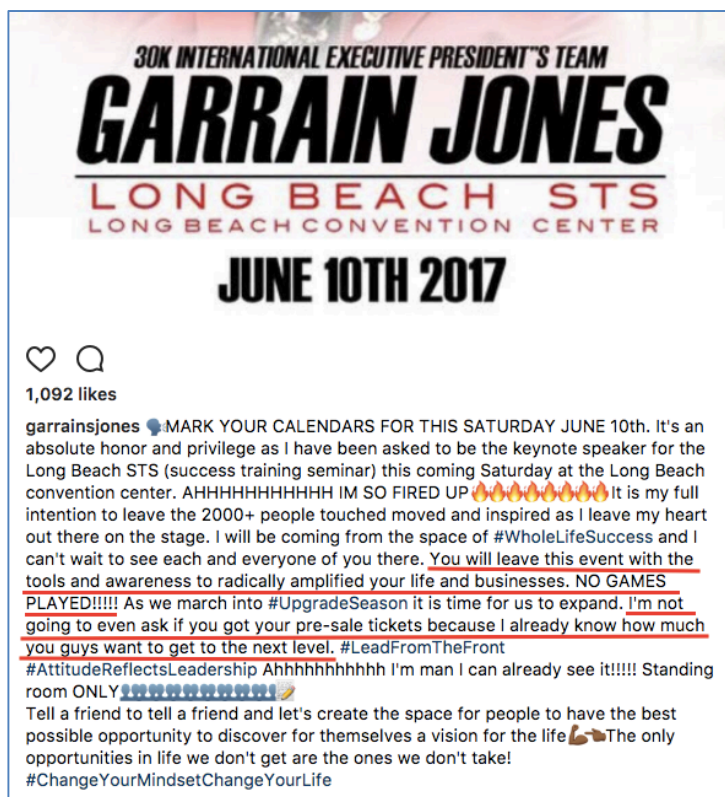 30K INTERNATIONAL EXECUTIVE PRESIDENT"S TEAM
GARRAIN JONES
LONG BEACH STS
LONG BEACH CONVENTION CENTER
JUNE 10TH 2017
1,092 likes
garrainsjones 🗣MARK YOUR CALENDARS FOR THIS SATURDAY JUNE 10th. It's an
absolute honor and privilege as I have been asked to be the keynote speaker for the
Long Beach STS (success training seminar) this coming Saturday at the Long Beach
convention center. AHHHHHHHHHHH IM SO FIRED UP🔥🔥🔥🔥🔥🔥🔥🔥It is my full
intention to leave the 2000+ people touched moved and inspired as I leave my heart
out there on the stage. I will be coming from the space of #WholeLifeSuccess and I
can't wait to see each and everyone of you there. You will leave this event with the
tools and awareness to radically amplified your life and businesses. NO GAMES
PLAYED!!!!! As we march into #UpgradeSeason it is time for us to expand. I'm not
going to even ask if you got your pre-sale tickets because I already know how much
you guys want to get to the next level. #LeadFromTheFront
#AttitudeReflectsLeadership Ahhhhhhhhhhh I'm man I can already see it!!!!! Standing
room ONLY👥👥👥👥👥👥👥👥👥👥📝
Tell a friend to tell a friend and let's create the space for people to have the best
possible opportunity to discover for themselves a vision for the life💪🏾👈🏾The only
opportunities in life we don't get are the ones we don't take!
#ChangeYourMindsetChangeYourLife